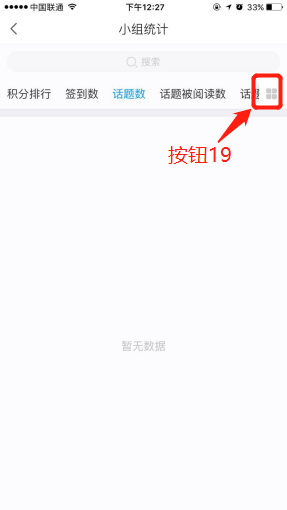 中国联通 下午12:27 33%
小组统计
搜索
积分排行 签到数 话题数 话题被阅读数 话
按钮19
暂无数据